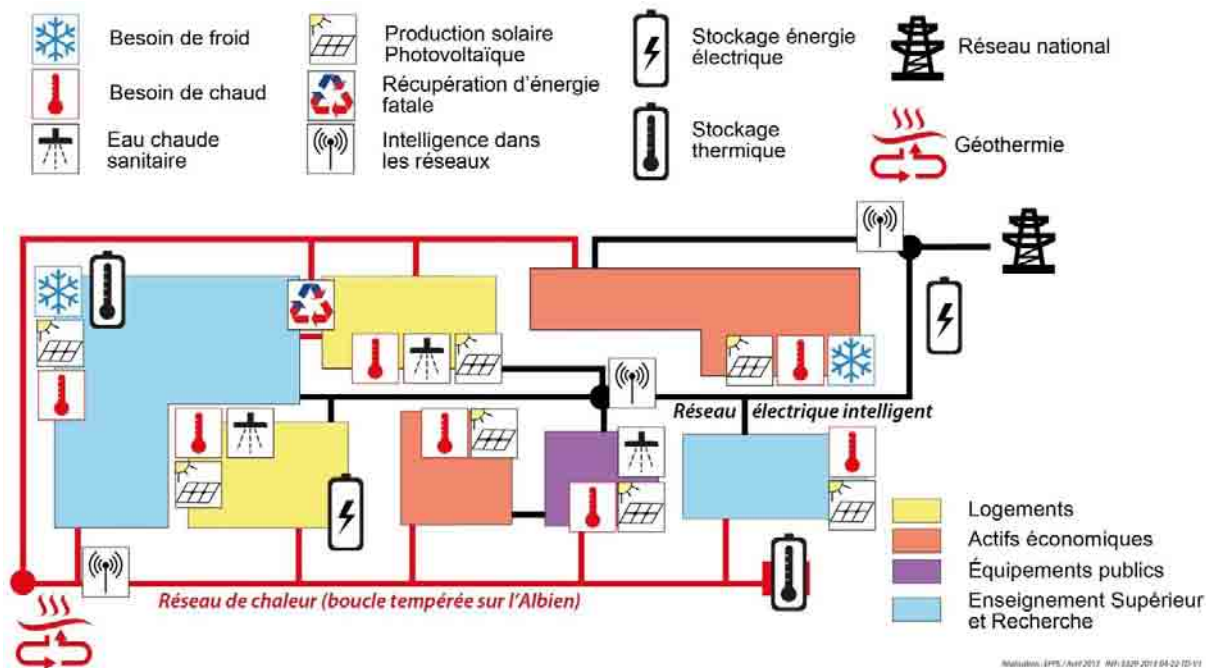 Besoin de froid
Besoin de chaud
Eau chaude
sanitaire
Production solaire
Photovoltaïque
Récupération d'énergie
fatale
Intelligence dans
les réseaux
Stockage énergie
électrique
Stockage
thermique
Réseau national
Géothermie
Réseau électrique intelligent
Réseau de chaleur (boucle tempérée sur l'Albien)
Logements
Actifs économiques
Équipements publics
Enseignement Supérieur
et Recherche